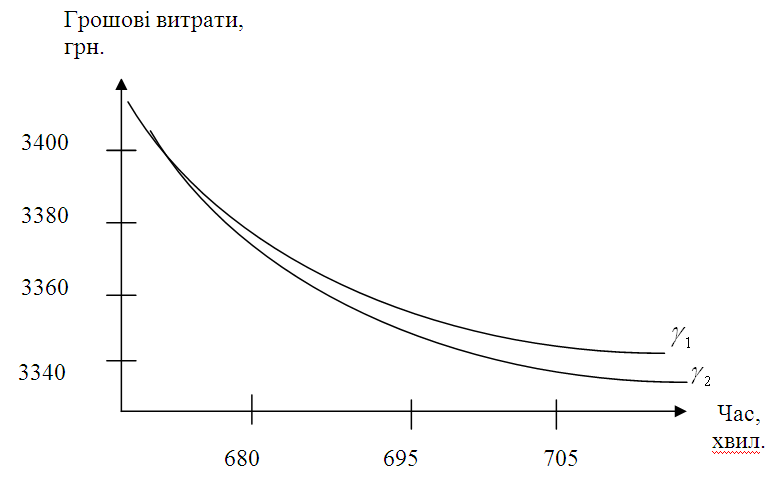 Грошові витрати,
грн.
3400
3380
3360
3340
γ1
γ2
680
695
705
Час,
хвил.